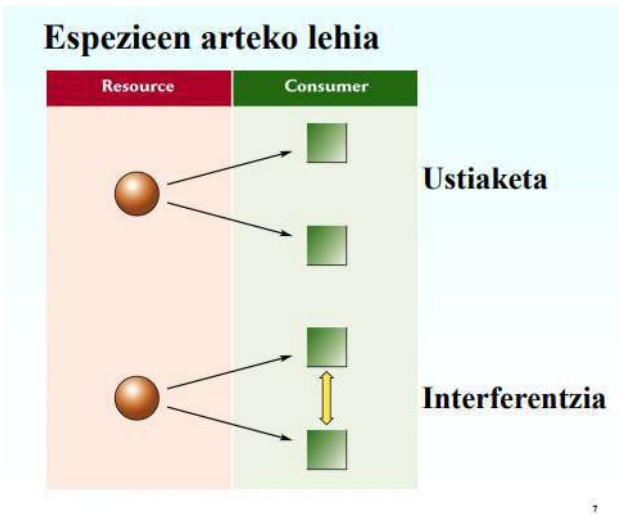 Espezieen arteko lehia
Resource Consumer
Ustiaketa
Interferentzia
7